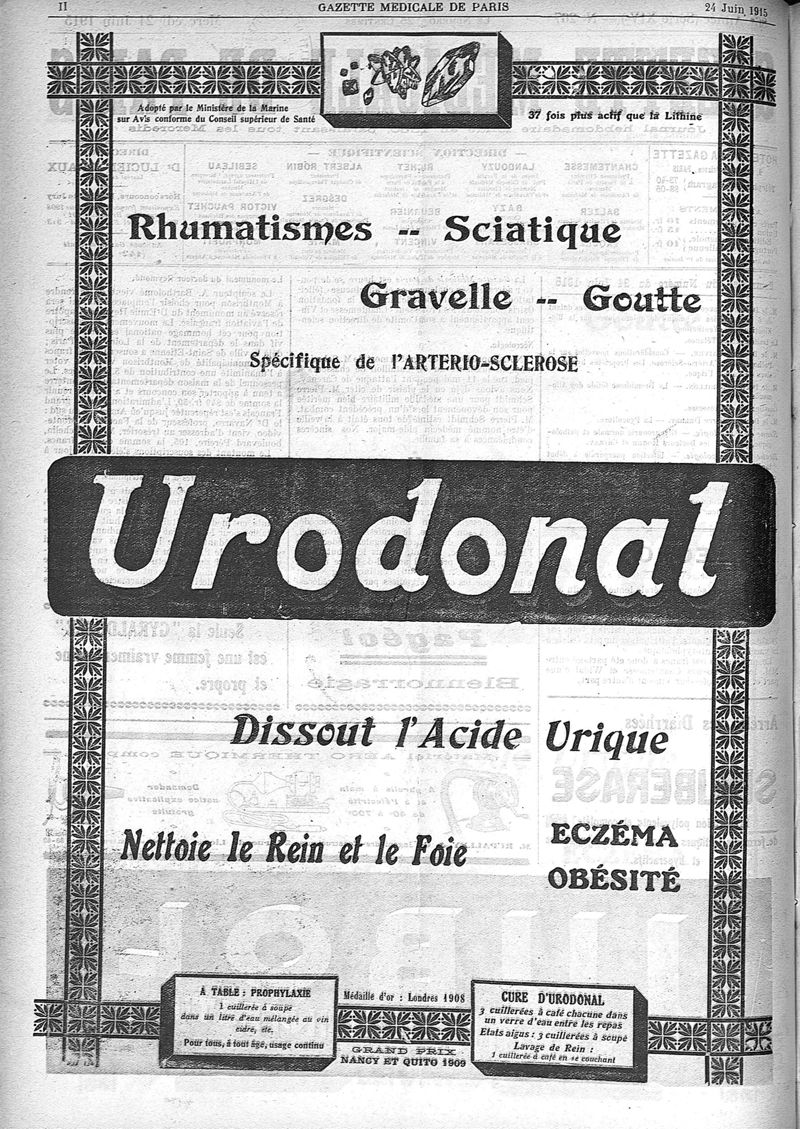 II
GAZETTE MEDICALE DE PARIS
24 Juin 1915
Adopté par le Ministère de la Marine
sur Avis conforme du Conseil supérieur de Santé
37 fois plus actif que la Lithine
Rhumatismes -- Sciatique
Gravelle -- Goutte
Spécifique de l'ARTERIO-SCLEROSE
Urodonal
Dissout l'Acide Urique
Nettoie le Rein et le Foie
ECZÉMA
OBÉSITÉ
A TABLE : PROPHYLAXIE
1 cuillerée à soupe
dans un litre d'eau mélangée au vin
cidre, etc.
Pour tous, à tout âge, usage continu
Médaille d'or : Londres 1908
GRAND PRIX
NANCY ET QUITO 1909
CURE D'URODONAL
3 cuillerées à café chacune dans
un verre d'eau entre les repas
Etats aigus : 3 cuillerées à soupe
Lavage de Rein :
1 cuillerée à café en se couchant